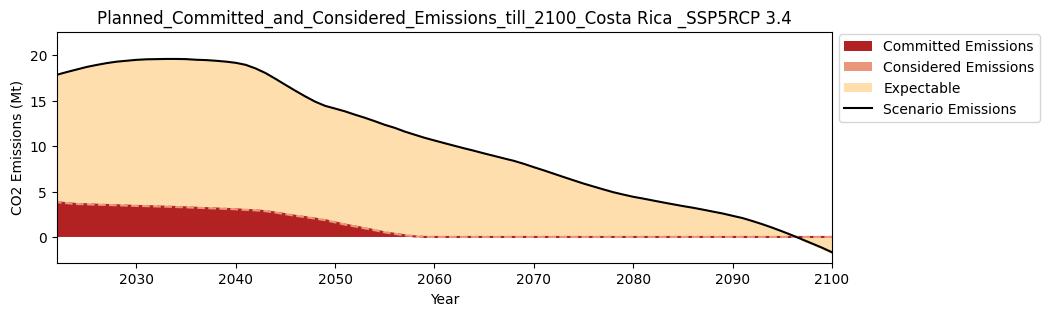 Planned_Committed_and_Considered_Emissions_till_2100_Costa Rica _SSP5RCP 3.4
Committed Emissions
Considered Emissions
Expectable
Scenario Emissions
CO2 Emissions (Mt)
20
15
10
5
0
2030
2040
2050
2060
2070
2080
2090
2100
Year